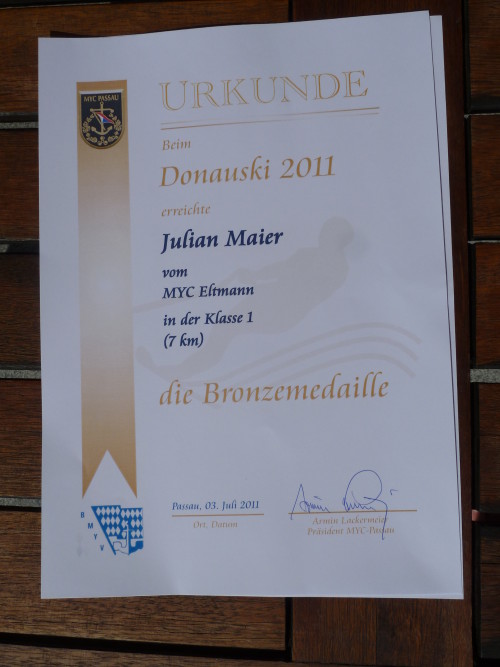 MYC PASSAU
URKUNDE
Beim
Donauski 2011
erreichte
Julian Maier
vom
MYC Eltmann
in der Klasse 1
(7 km)
die Bronzemedaille
Passau, 03. Juli 2011
Ort, Datum
Armin Lackermeier
Präsident MYC-Passau
BMYV